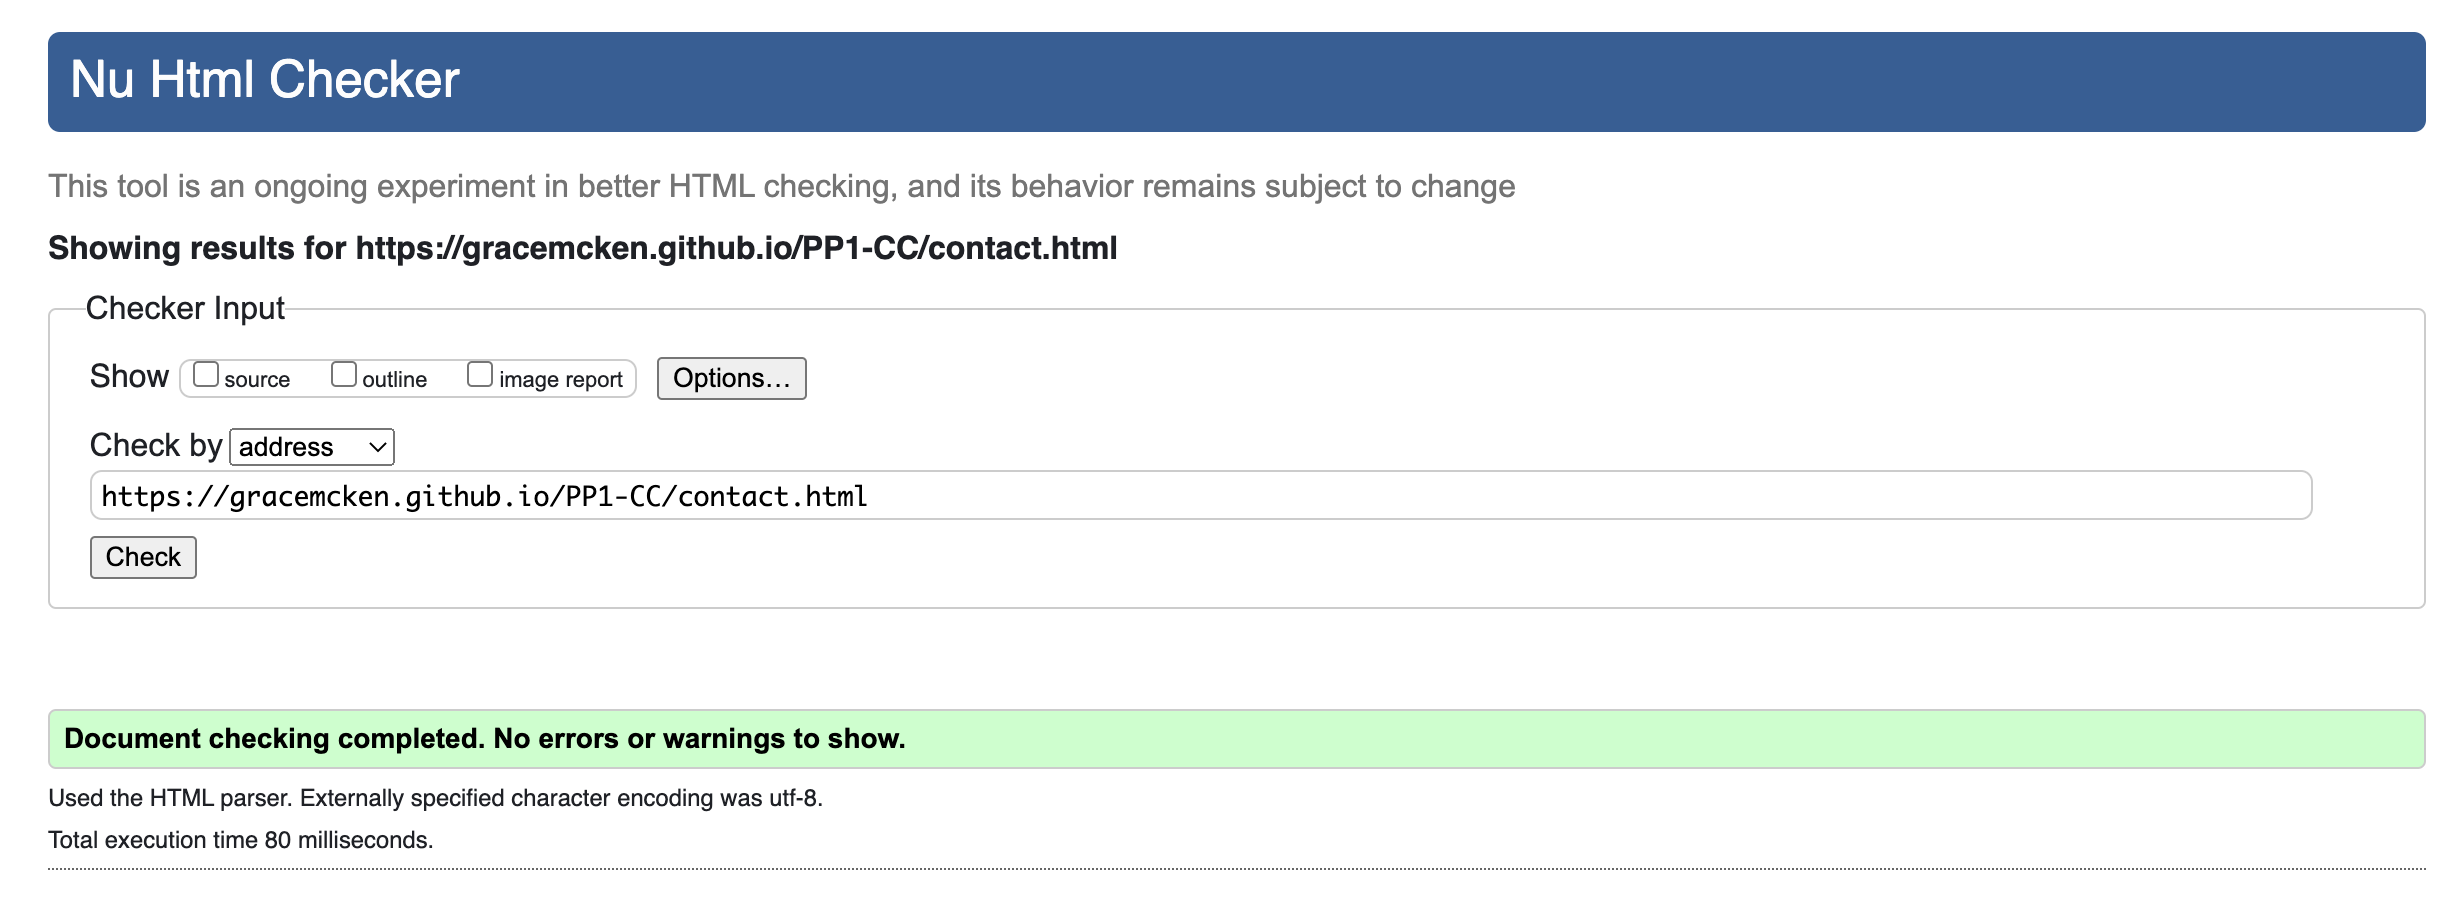 Nu Html Checker
This tool is an ongoing experiment in better HTML checking, and its behavior remains subject to change
Showing results for https://gracemcken.github.io/PP1-CC/contact.html
Checker Input
Show source outline image report Options…
Check by address
https://gracemcken.github.io/PP1-CC/contact.html
Check
Document checking completed. No errors or warnings to show.
Used the HTML parser. Externally specified character encoding was utf-8.
Total execution time 80 milliseconds.